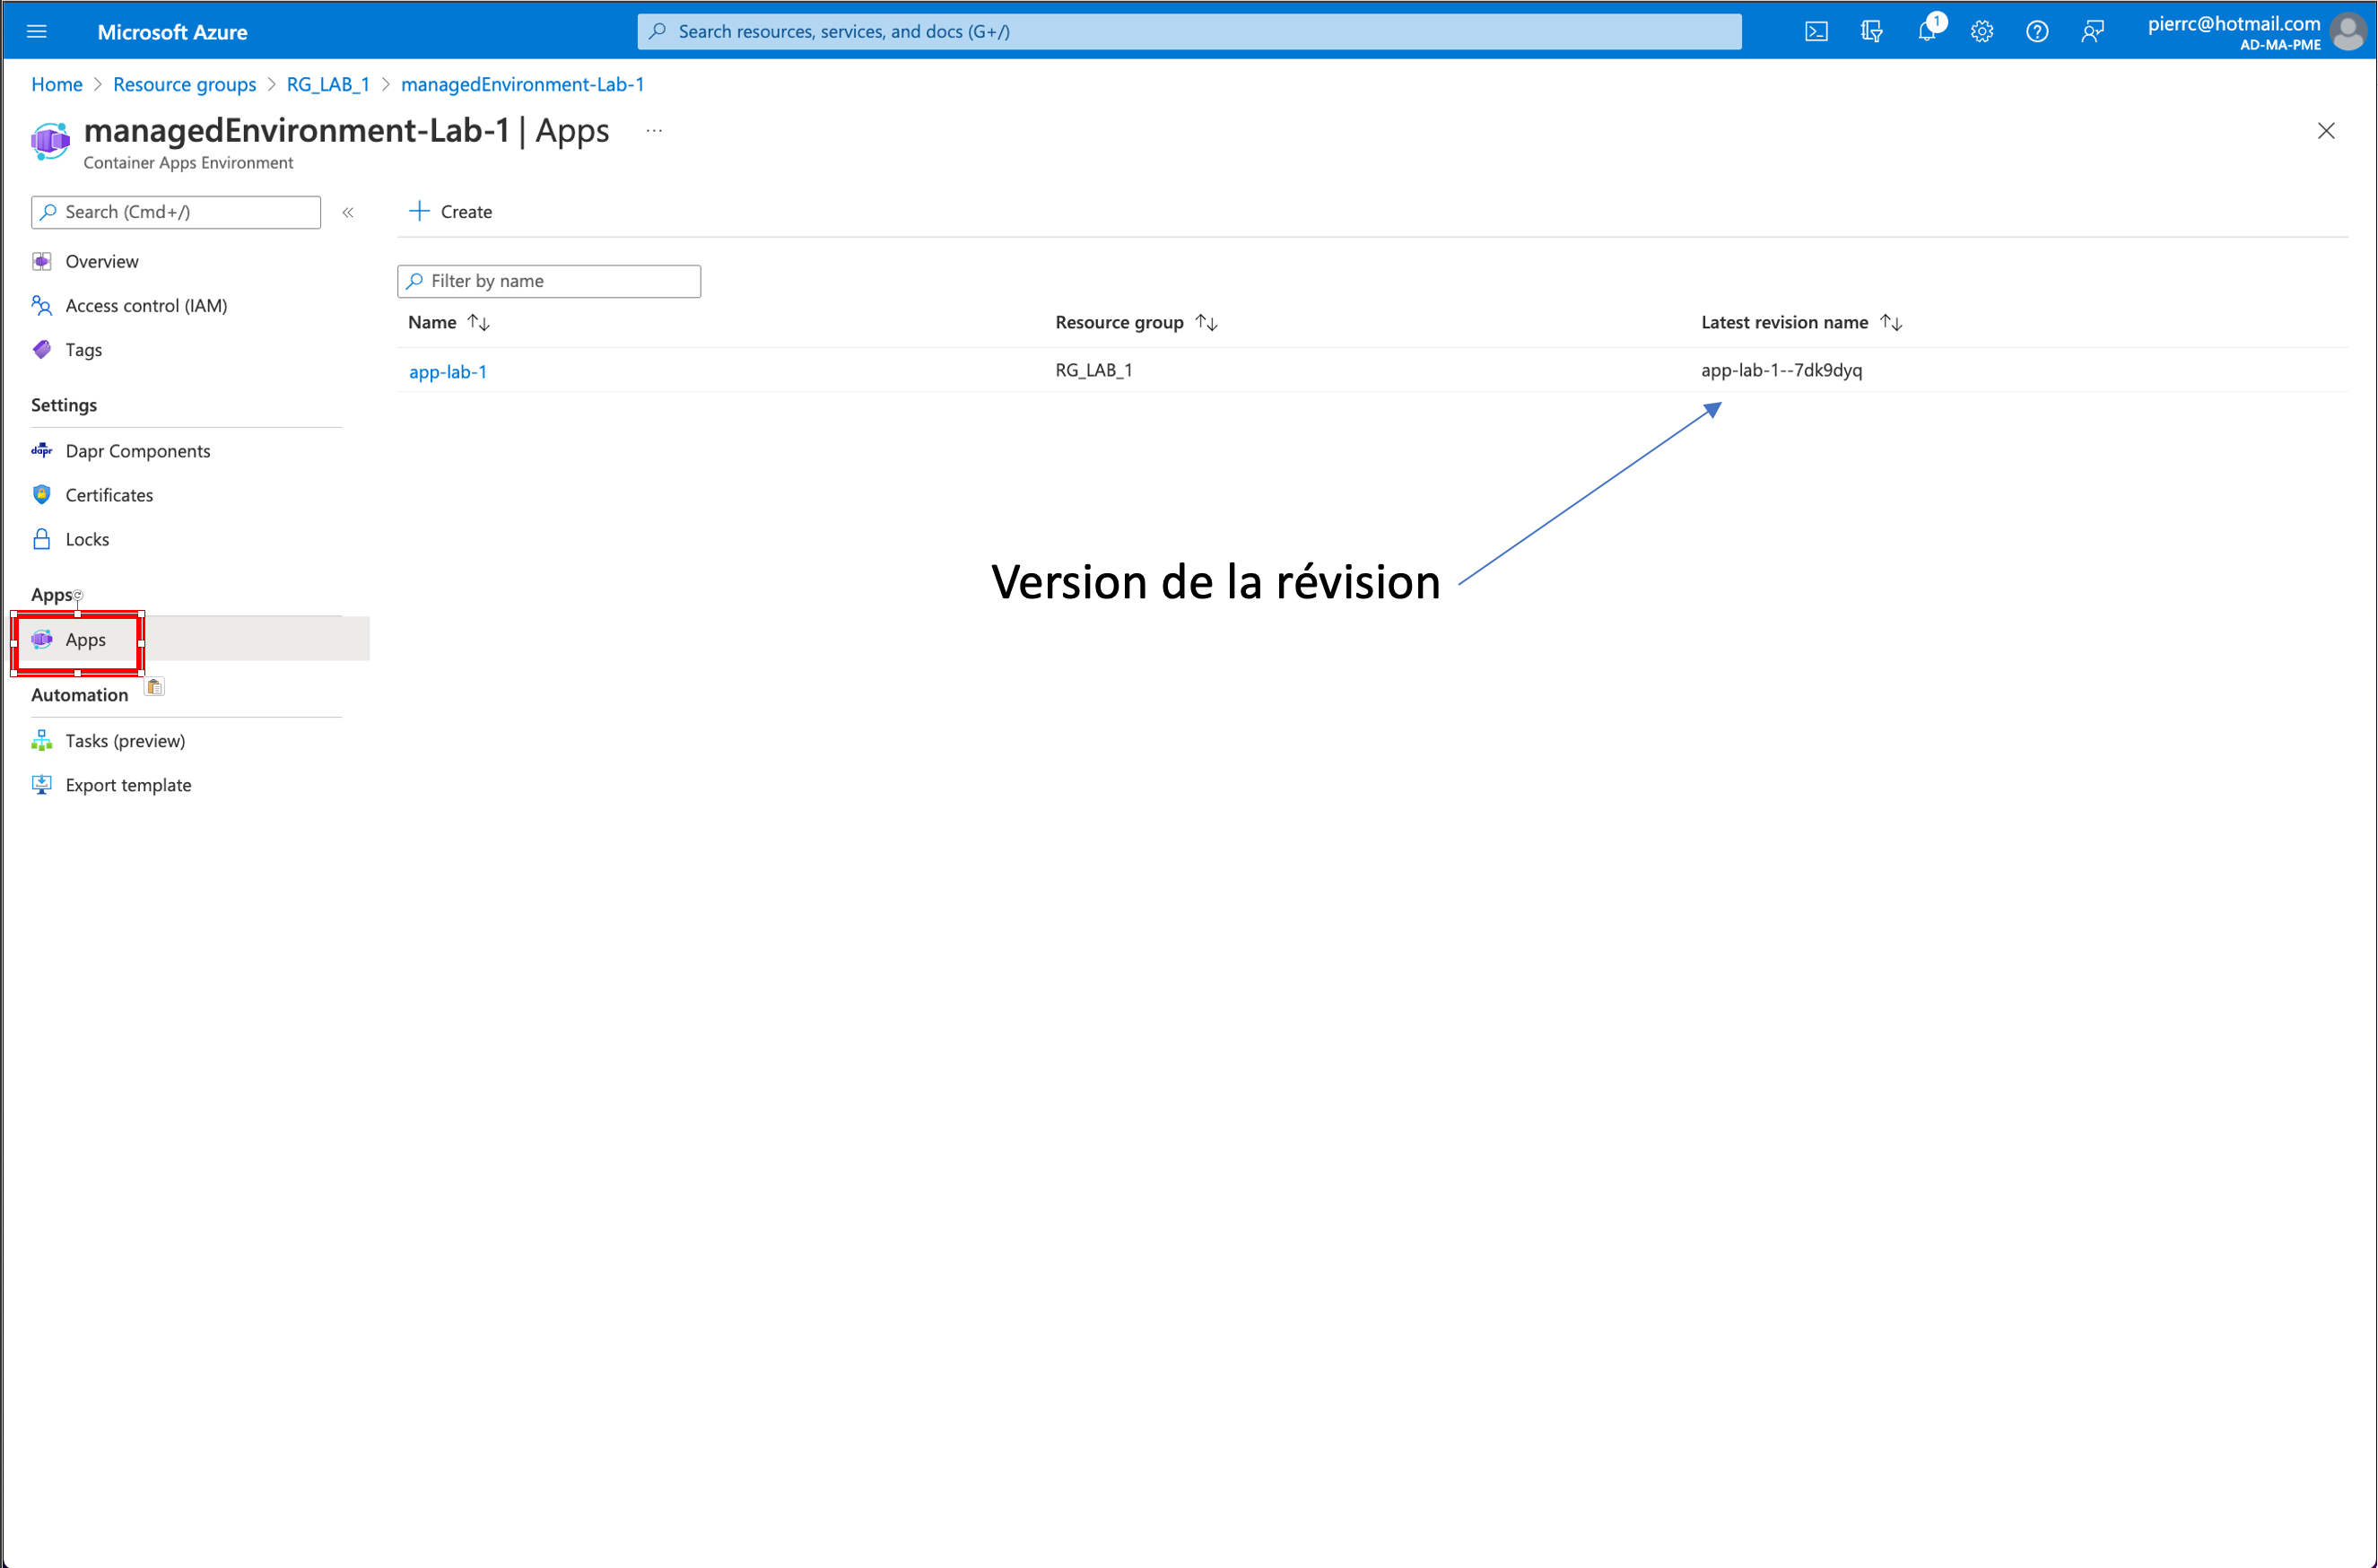 Microsoft Azure
Search resources, services, and docs (G+/)
1
pierrc@hotmail.com
AD-MA-PME
Home > Resource groups > RG_LAB_1 > managedEnvironment-Lab-1
managedEnvironment-Lab-1 | Apps ...
Container Apps Environment
Search (Cmd+/) «
Overview
Access control (IAM)
Tags
Settings
dapr Dapr Components
Certificates
Locks
Apps
Apps
Automation
Tasks (preview)
Export template
+ Create
Filter by name
Name ↑↓ Resource group ↑↓ Latest revision name ↑↓
app-lab-1 RG_LAB_1 app-lab-1--7dk9dyq
Version de la révision